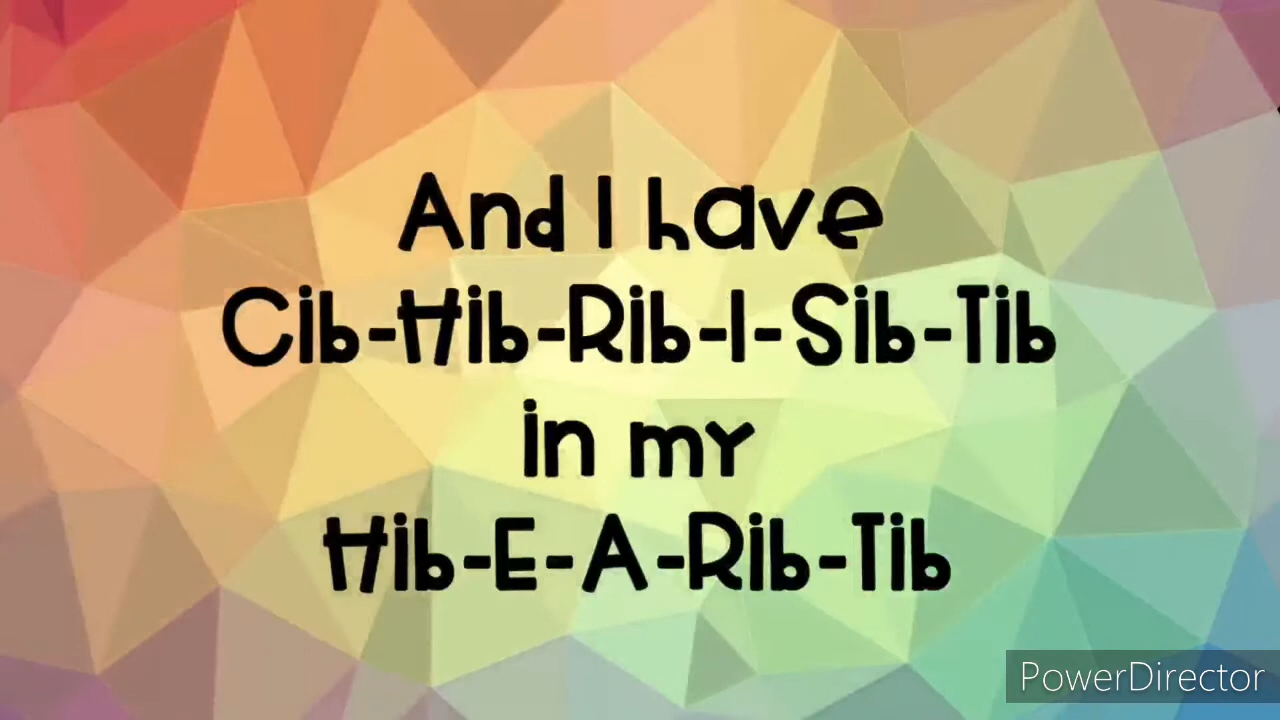 And I have
Cib-Hib-Rib-I-Sib-Tib
in my
Hib-E-A-Rib-Tib
PowerDirector